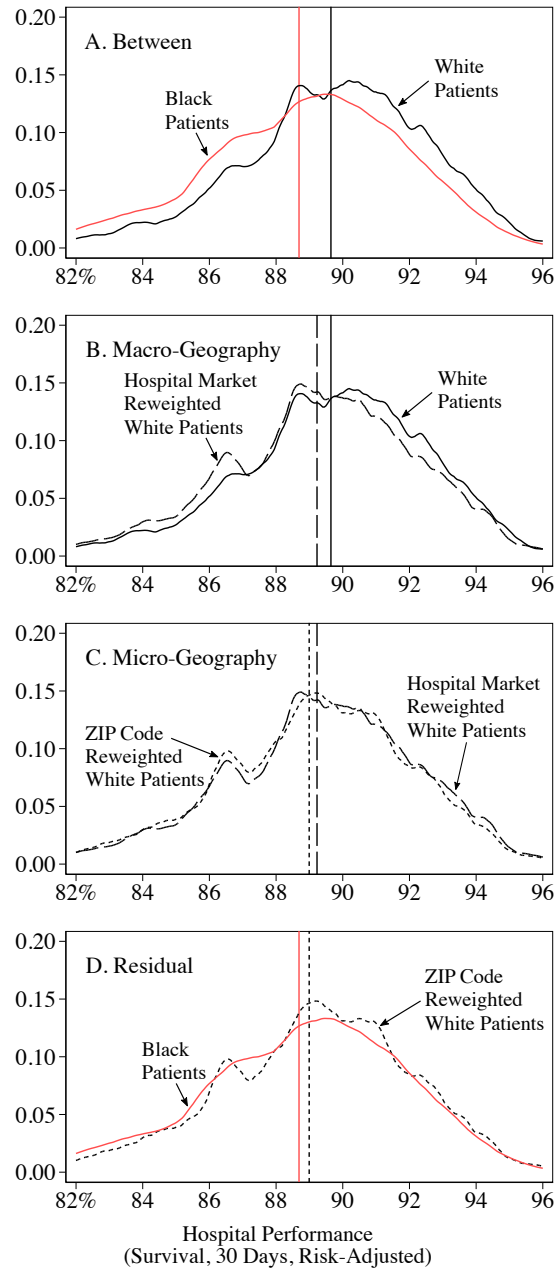 0.20
0.15
0.10
0.05
0.00
A. Between
Black
Patients
White
Patients
82% 84 86 88 90 92 94 96
0.20
0.15
0.10
0.05
0.00
B. Macro-Geography
Hospital Market
Reweighted
White Patients
White
Patients
82% 84 86 88 90 92 94 96
0.20
0.15
0.10
0.05
0.00
C. Micro-Geography
ZIP Code
Reweighted
White Patients
Hospital Market
Reweighted
White Patients
82% 84 86 88 90 92 94 96
0.20
0.15
0.10
0.05
0.00
D. Residual
Black
Patients
ZIP Code
Reweighted
White Patients
82% 84 86 88 90 92 94 96
Hospital Performance
(Survival, 30 Days, Risk-Adjusted)